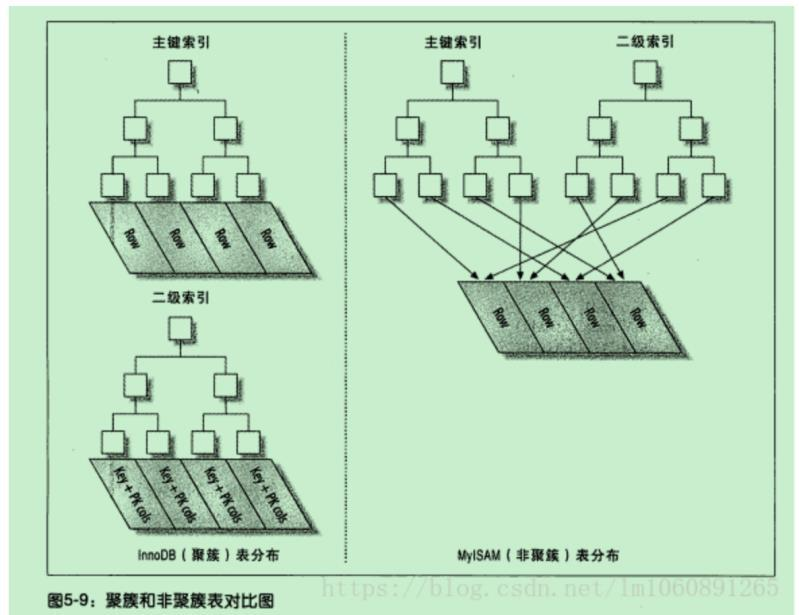 主键索引
Row
Row
Row
Row
二级索引
Key + PK cols
Key + PK cols
Key + PK cols
Key + PK cols
InnoDB（聚簇）表分布
主键索引
二级索引
Row
Row
Row
Row
MyISAM（非聚簇）表分布
https://blog.csdn.net/lm1060891265
图5-9：聚簇和非聚簇表对比图